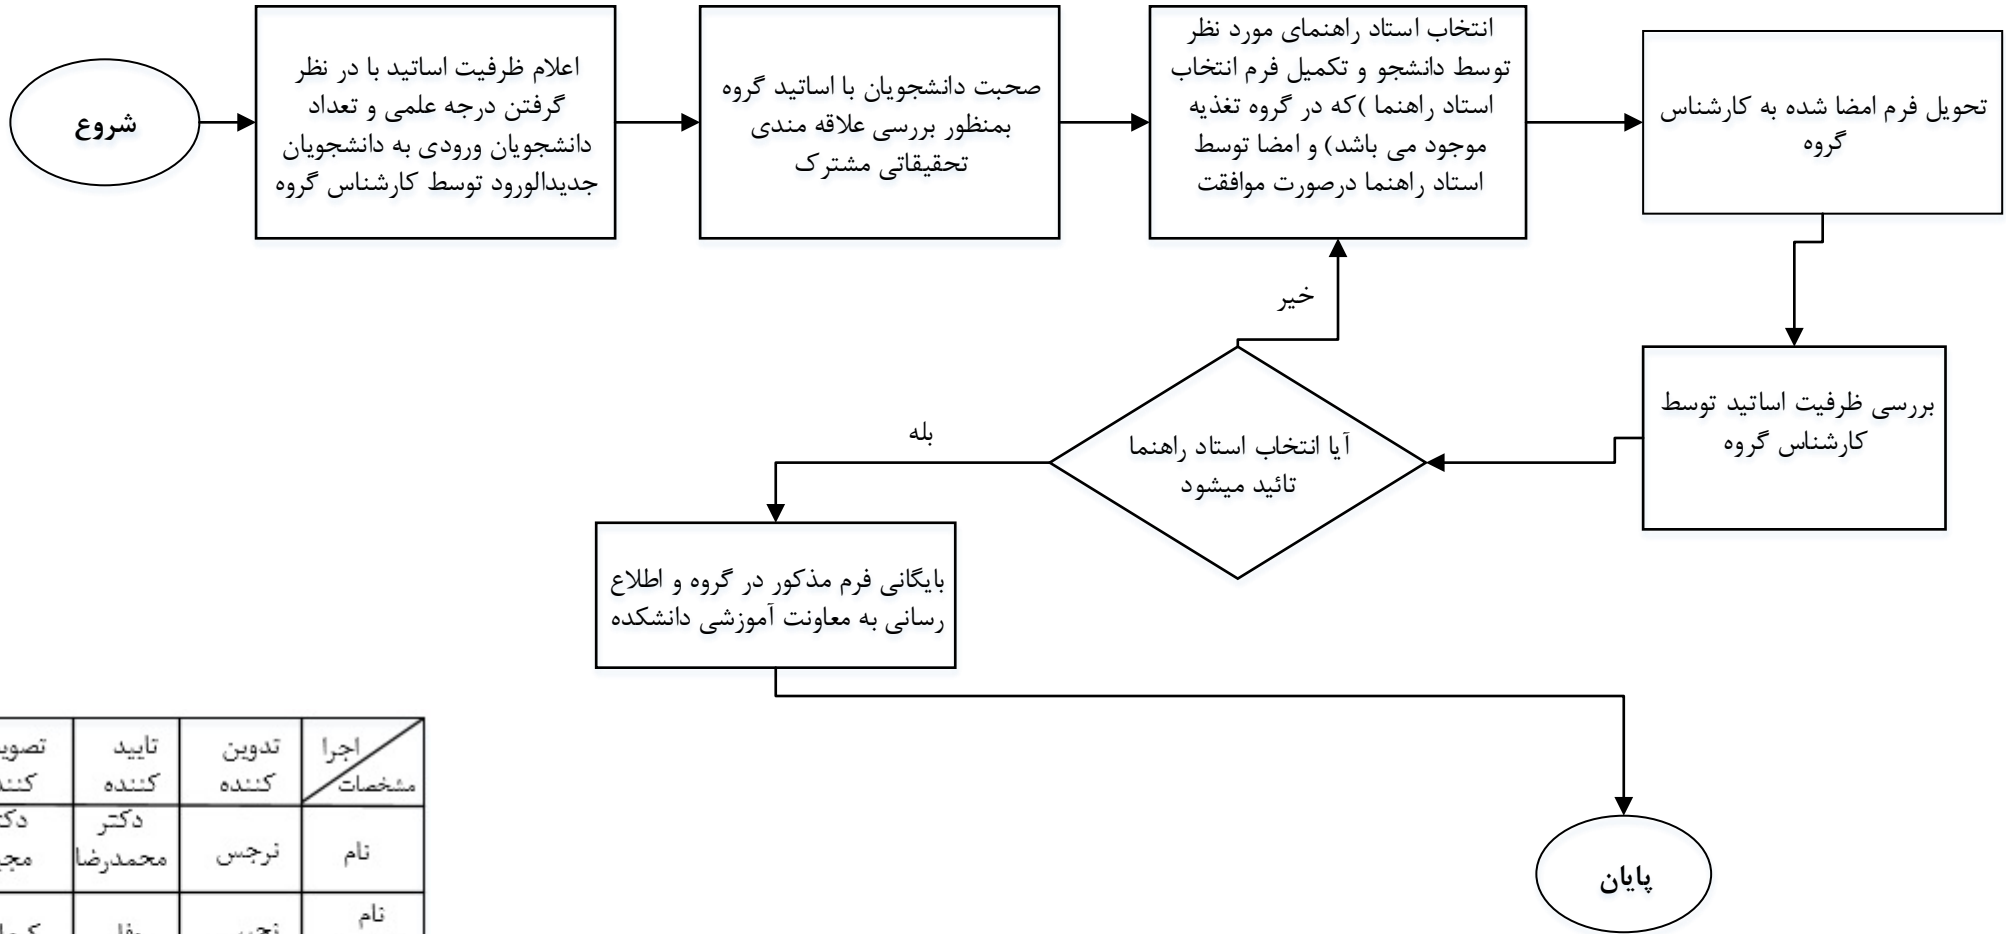 شروع
اعلام ظرفیت اساتید با در نظر
گرفتن درجه علمی و تعداد
دانشجویان ورودی به دانشجویان
جدیدالورود توسط کارشناس گروه
صحبت دانشجویان با اساتید گروه
بمنظور بررسی علاقه مندی
تحقیقاتی مشترک
انتخاب استاد راهنمای مورد نظر
توسط دانشجو و تکمیل فرم انتخاب
استاد راهنما )که در گروه تغذیه
موجود می باشد) و امضا توسط
استاد راهنما درصورت موافقت
تحویل فرم امضا شده به کارشناس
گروه
خیر
بررسی ظرفیت اساتید توسط
کارشناس گروه
آیا انتخاب استاد راهنما
تائید میشود
بله
بایگانی فرم مذکور در گروه و اطلاع
رسانی به معاونت آموزشی دانشکده
پایان
اجرا
مشخصات
تدوین
کننده
تایید
کننده
نام
نرجس
دکتر
محمدرضا
نام